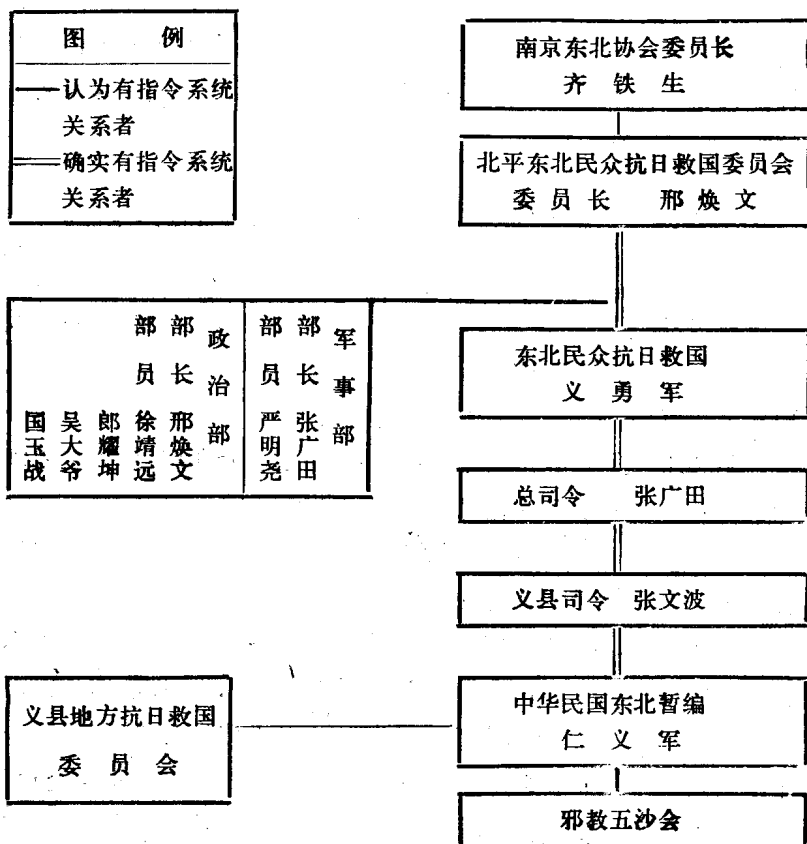 图 例
认为有指令系统
关系者
确实有指令系统
关系者
南京东北协会委员长
齐铁生
北平东北民众抗日救国委员会
委员长 邢焕文
军事部
部长 张广田
部员 严明尧
政治部
部长 邢焕文
部员 徐靖远
郎耀坤
吴大爷
国玉战
东北民众抗日救国
义勇军
总司令 张广田
义县司令 张文波
义县地方抗日救国
委员会
中华民国东北暂编
仁义军
邪教五沙会